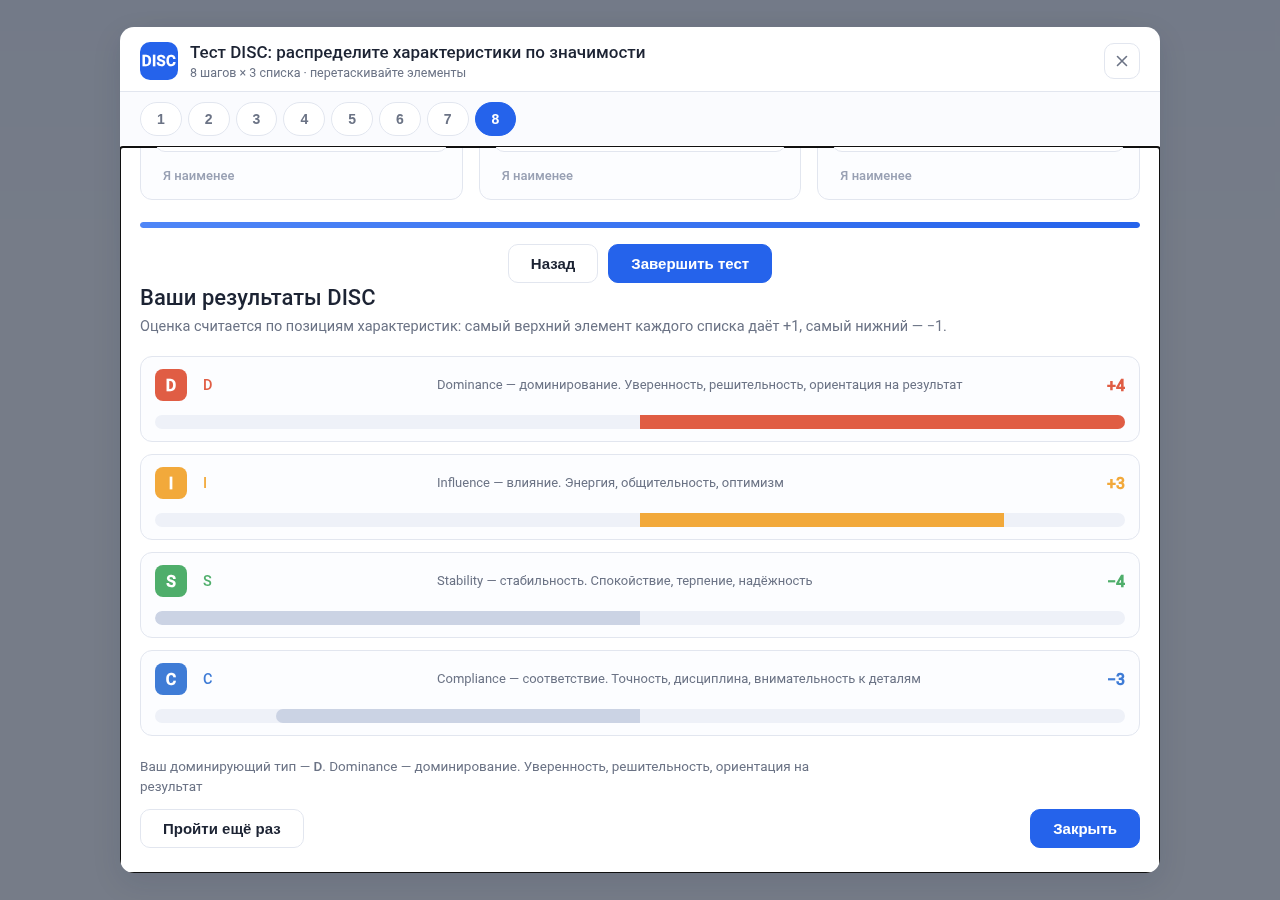 DISC
Тест DISC: распределите характеристики по значимости
8 шагов × 3 списка · перетаскивайте элементы
1 2 3 4 5 6 7 8
Я наименее Я наименее Я наименее
Назад Завершить тест
Ваши результаты DISC
Оценка считается по позициям характеристик: самый верхний элемент каждого списка даёт +1, самый нижний — −1.
D D Dominance — доминирование. Уверенность, решительность, ориентация на результат +4
I I Influence — влияние. Энергия, общительность, оптимизм +3
S S Stability — стабильность. Спокойствие, терпение, надёжность −4
C C Compliance — соответствие. Точность, дисциплина, внимательность к деталям −3
Ваш доминирующий тип — D. Dominance — доминирование. Уверенность, решительность, ориентация на
результат
Пройти ещё раз Закрыть